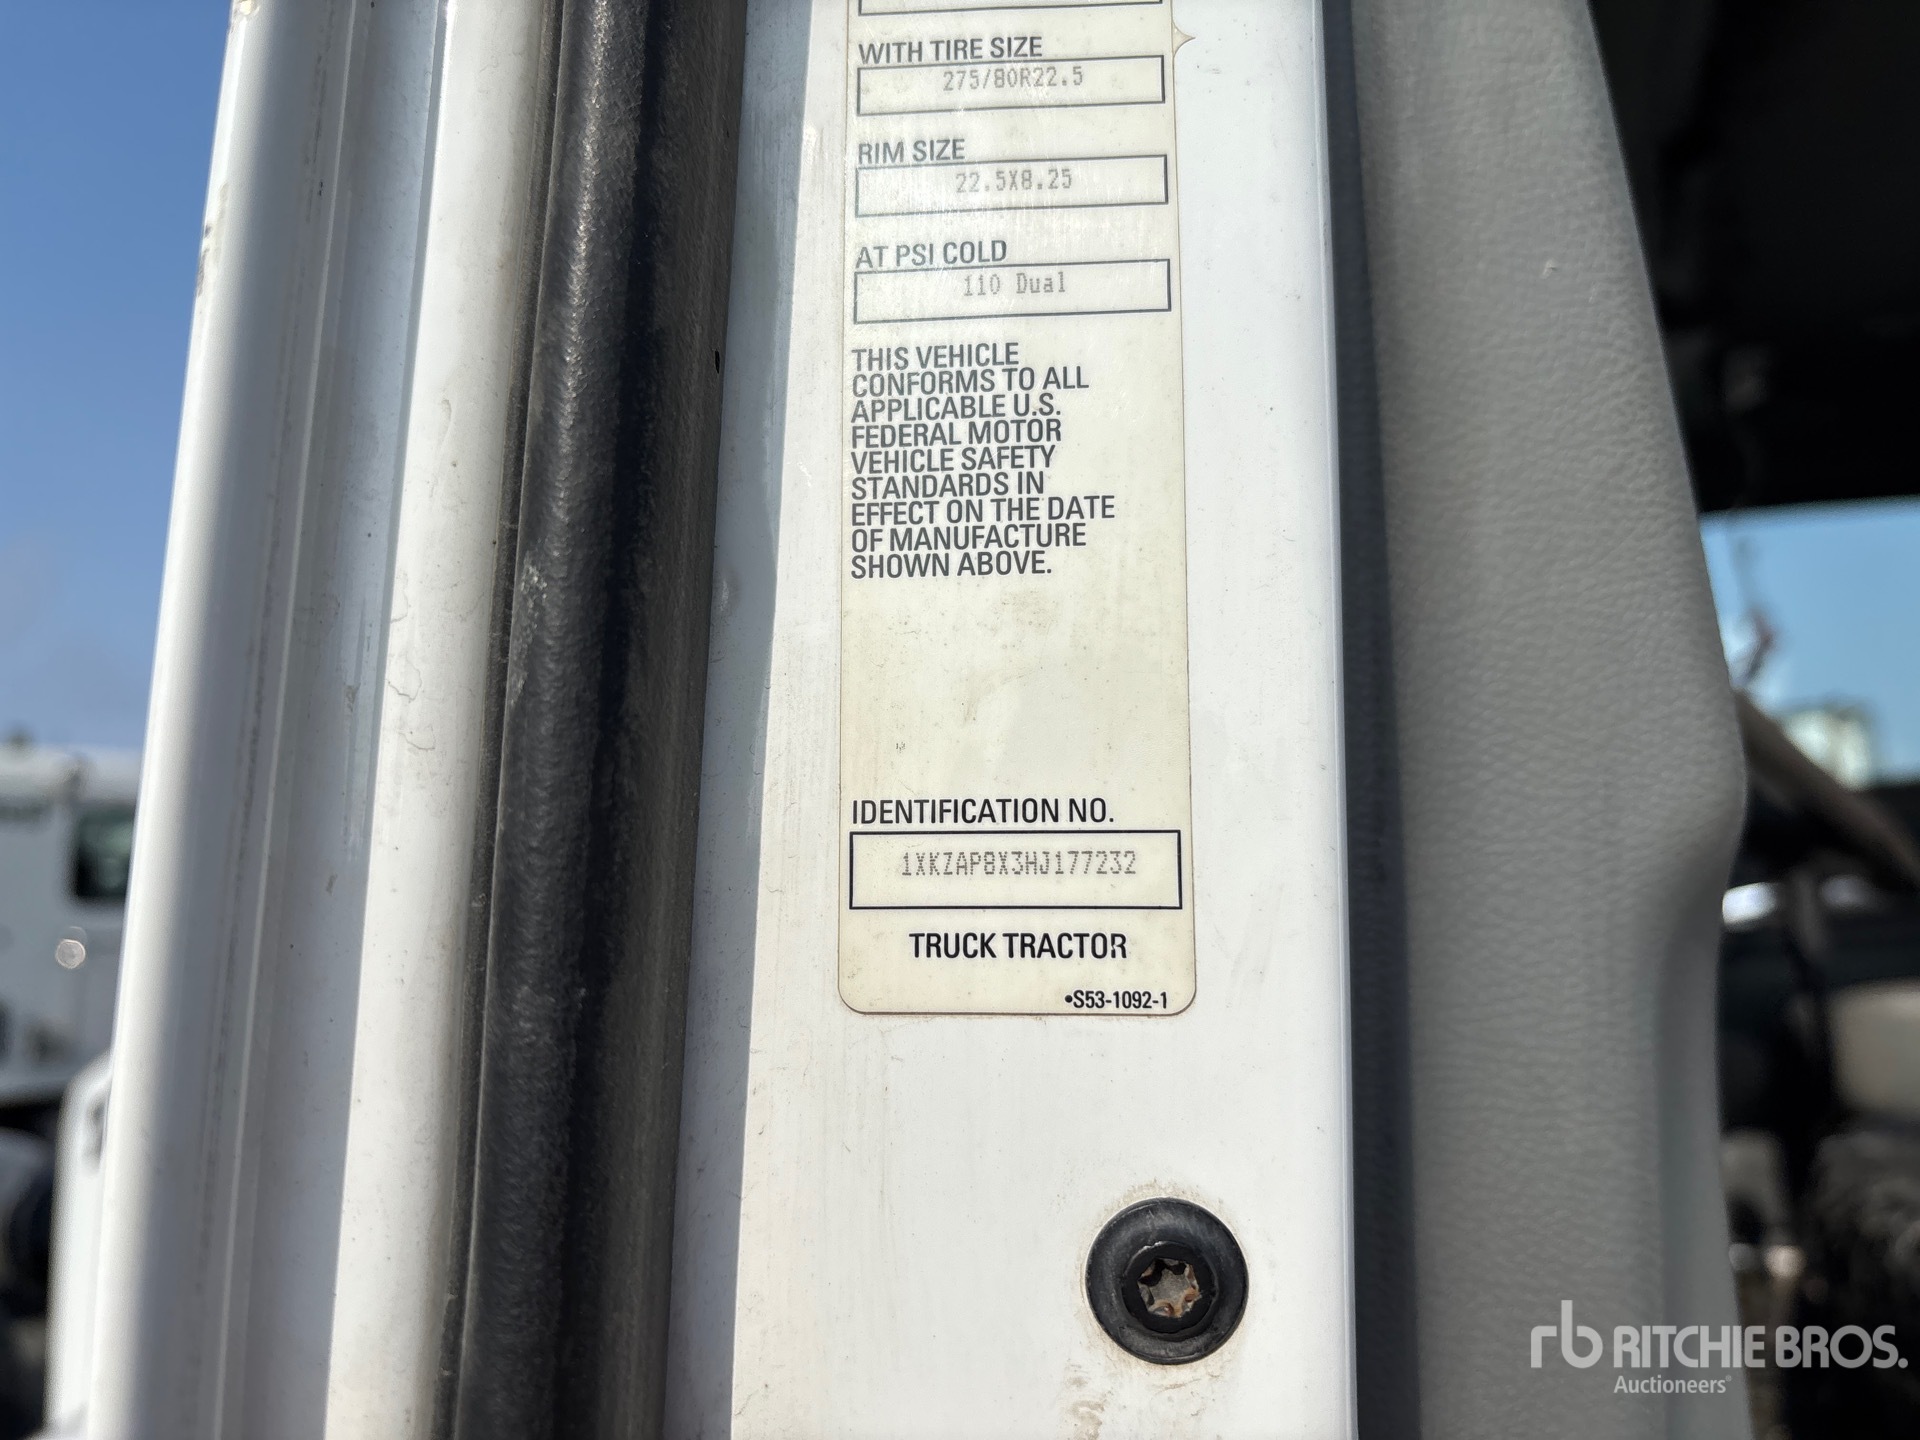 WITH TIRE SIZE
275/80R22.5
RIM SIZE
22.5X8.25
AT PSI COLD
110 Dual
THIS VEHICLE
CONFORMS TO ALL
APPLICABLE U.S.
FEDERAL MOTOR
VEHICLE SAFETY
STANDARDS IN
EFFECT ON THE DATE
OF MANUFACTURE
SHOWN ABOVE.
IDENTIFICATION NO.
1XKZAP8X3HJ177232
TRUCK TRACTOR
•S53-1092-1
rb RITCHIE BROS.
Auctioneers